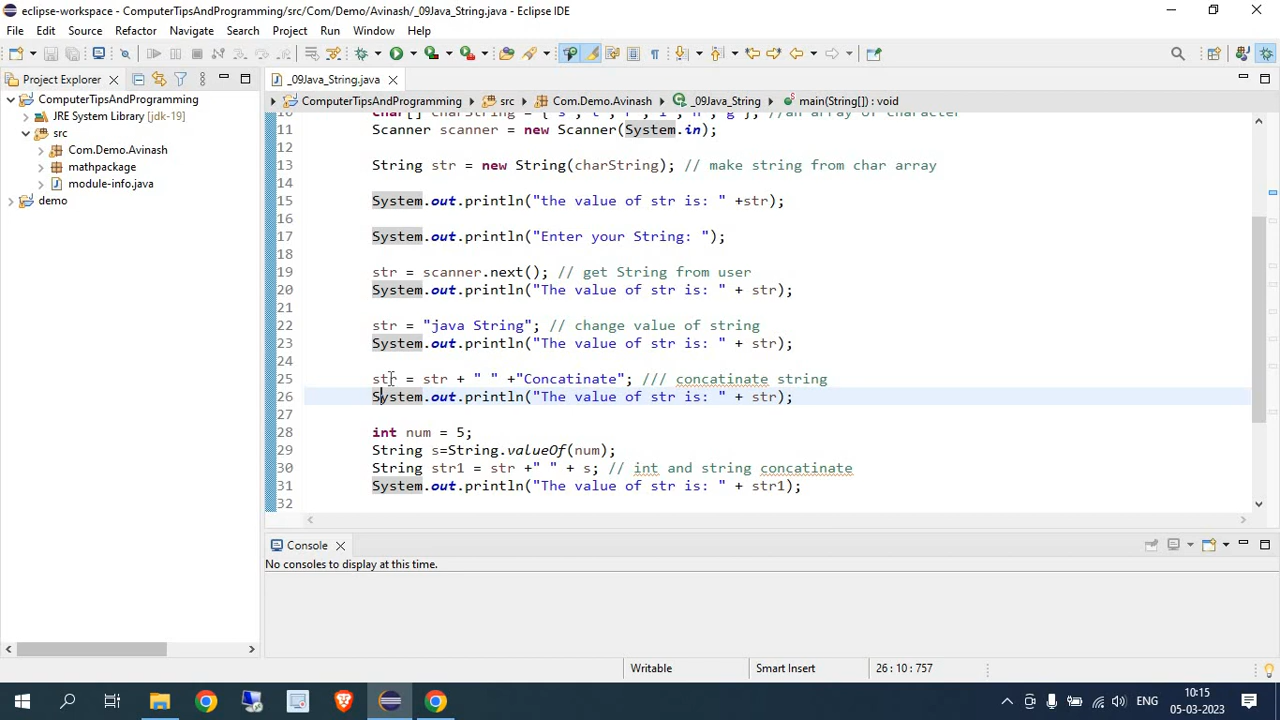 eclipse-workspace - ComputerTipsAndProgramming/src/Com/Demo/Avinash/_09Java_String.java - Eclipse IDE
File Edit Source Refactor Navigate Search Project Run Window Help
Project Explorer
_09Java_String.java
ComputerTipsAndProgramming
JRE System Library [jdk-19]
src
Com.Demo.Avinash
mathpackage
module-info.java
demo
ComputerTipsAndProgramming src Com.Demo.Avinash _09Java_String main(String[]) : void
10 char[] charString = { 's','t','r','i','n','g'}; //an array of character
11 Scanner scanner = new Scanner(System.in);
12
13 String str = new String(charString); // make string from char array
14
15 System.out.println("the value of str is: " +str);
16
17 System.out.println("Enter your String: ");
18
19 str = scanner.next(); // get String from user
20 System.out.println("The value of str is: " + str);
21
22 str = "java String"; // change value of string
23 System.out.println("The value of str is: " + str);
24
25 str = str + " " +"Concatinate"; /// concatinate string
26 System.out.println("The value of str is: " + str);
27
28 int num = 5;
29 String s=String.valueOf(num);
30 String str1 = str +" " + s; // int and string concatinate
31 System.out.println("The value of str is: " + str1);
32
Console
No consoles to display at this time.
Writable Smart Insert 26 : 10 : 757
ENG
10:15
05-03-2023